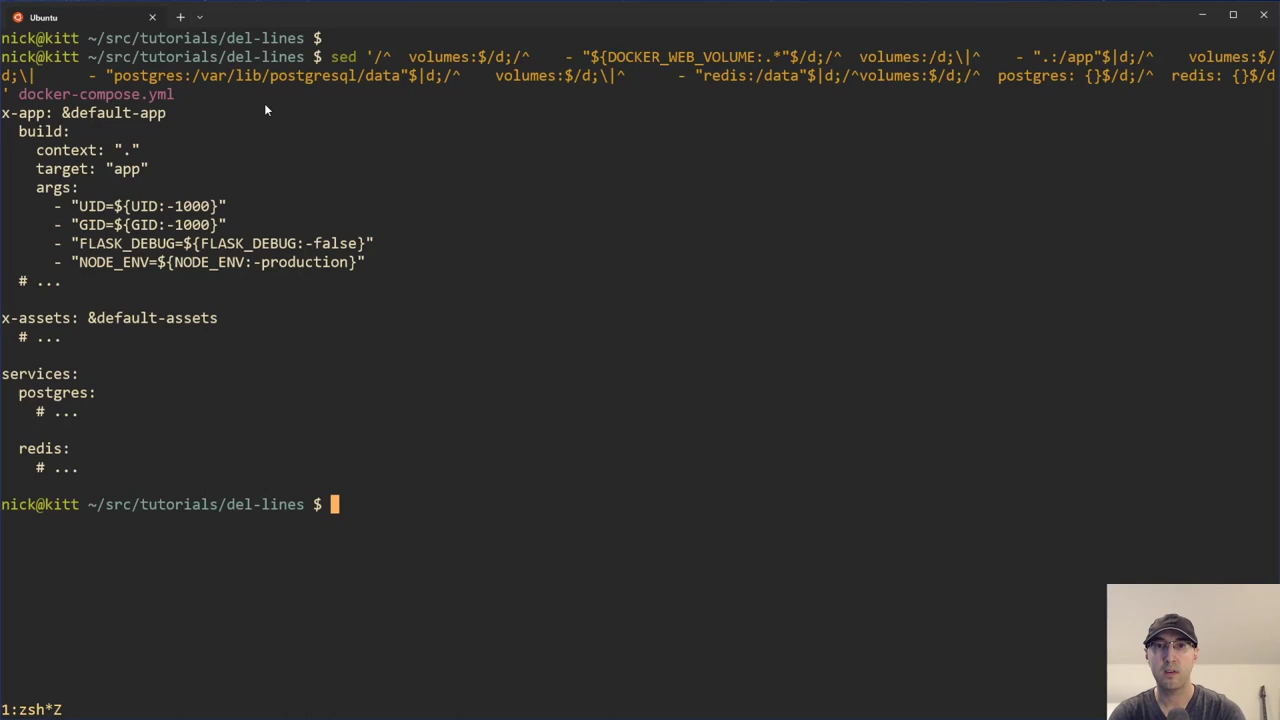 Ubuntu
nick@kitt ~/src/tutorials/del-lines $
nick@kitt ~/src/tutorials/del-lines $ sed '/^  volumes:$/d;/^    - "${DOCKER_WEB_VOLUME:.*"$/d;/^  volumes:/d;\|    - ".:/app"$|d;/^    volumes:$/
d;\|      - "postgres:/var/lib/postgresql/data"$|d;/^    volumes:$/d;\|^      - "redis:/data"$|d;/^volumes:$/d;/^  postgres: {}$/d;/^  redis: {}$/d
' docker-compose.yml
x-app: &default-app
  build:
    context: "."
    target: "app"
    args:
      - "UID=${UID:-1000}"
      - "GID=${GID:-1000}"
      - "FLASK_DEBUG=${FLASK_DEBUG:-false}"
      - "NODE_ENV=${NODE_ENV:-production}"
  # ...
x-assets: &default-assets
  # ...
services:
  postgres:
    # ...
  redis:
    # ...
nick@kitt ~/src/tutorials/del-lines $
1:zsh*Z